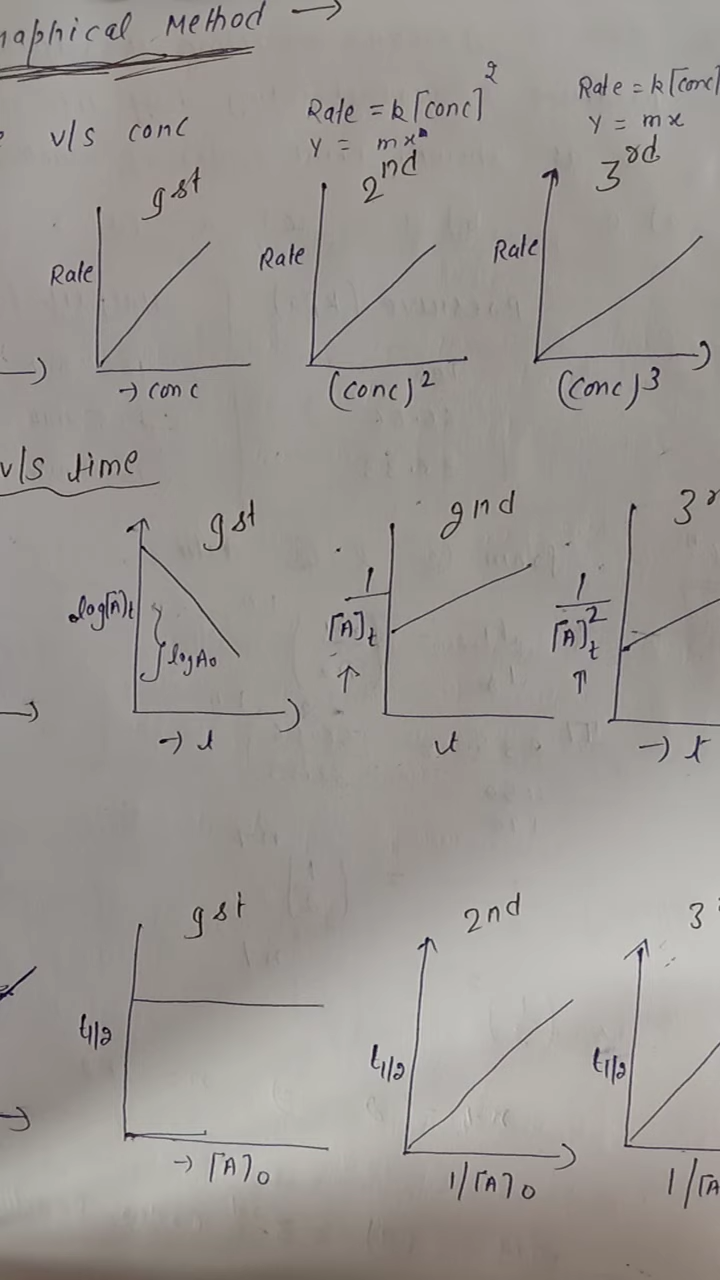 aphical Method →
v/s conc
Rate = k[conc]²
Y = mx
Rate = k[conc]
Y = mx
Ist
2nd
3rd
Rate
Rate
Rate
→ conc
(conc)²
(conc)³
v/s time
Ist
2nd
3
log[A]t
log A₀
1/[A]t
↑
1/[A]t²
↑
→ t
t
→ t
Ist
2nd
3
t1/2
t1/2
t1/2
→ [A]₀
1/[A]₀
1/[A